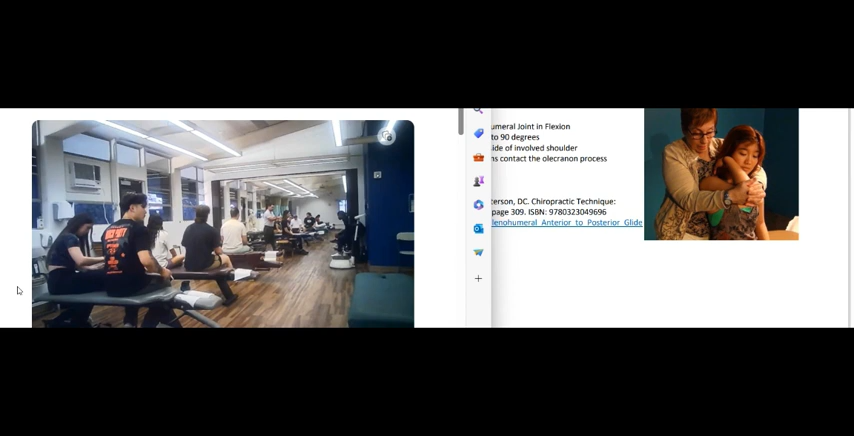 umeral Joint in Flexion
to 90 degrees
side of involved shoulder
ns contact the olecranon process
terson, DC. Chiropractic Technique:
page 309. ISBN: 9780323049696
lenohumeral Anterior to Posterior Glide